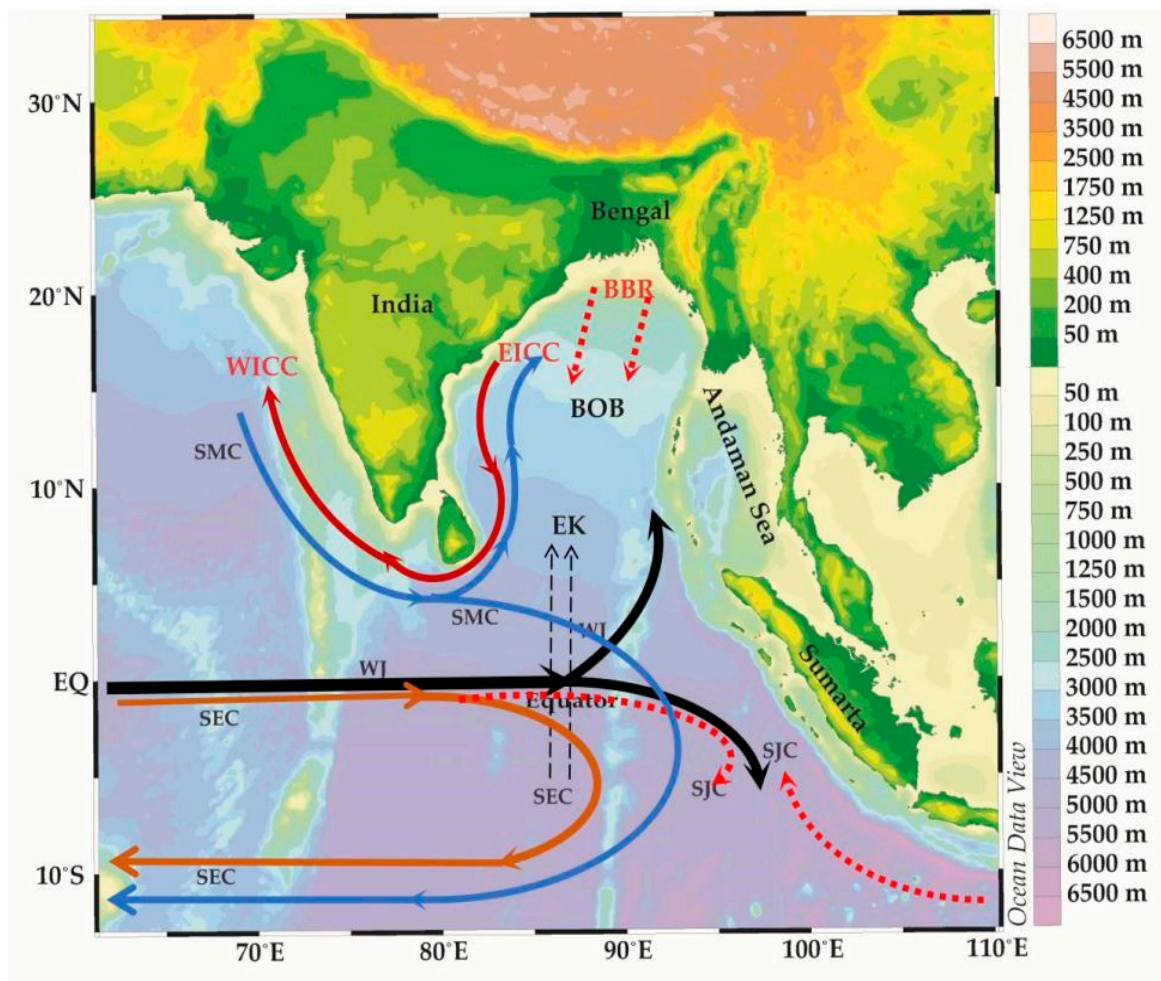 30°N
20°N
10°N
EQ
10°S
70°E
80°E
90°E
100°E
110°E
Bengal
India
BBR
WICC
EICC
BOB
SMC
Andaman Sea
EK
SMC
WJ
WJ
Equator
SEC
Sumarta
SJC
SJC
SEC
SEC
Ocean Data View
6500 m
5500 m
4500 m
3500 m
2500 m
1750 m
1250 m
750 m
400 m
200 m
50 m
50 m
100 m
250 m
500 m
750 m
1000 m
1250 m
1500 m
2000 m
2500 m
3000 m
3500 m
4000 m
4500 m
5000 m
5500 m
6000 m
6500 m